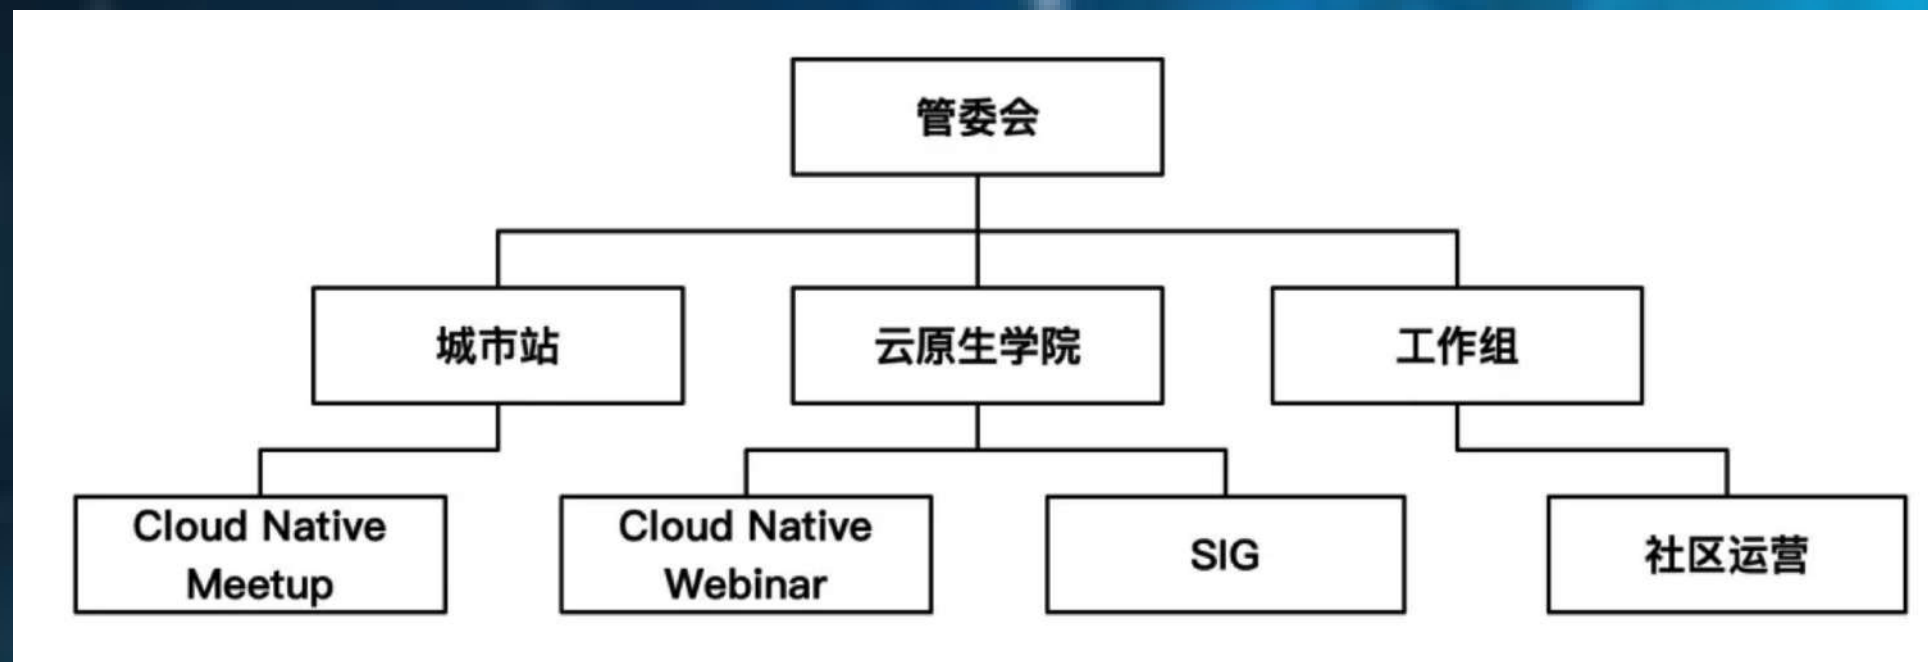 管委会
城市站
云原生学院
工作组
Cloud Native
Meetup
Cloud Native
Webinar
SIG
社区运营